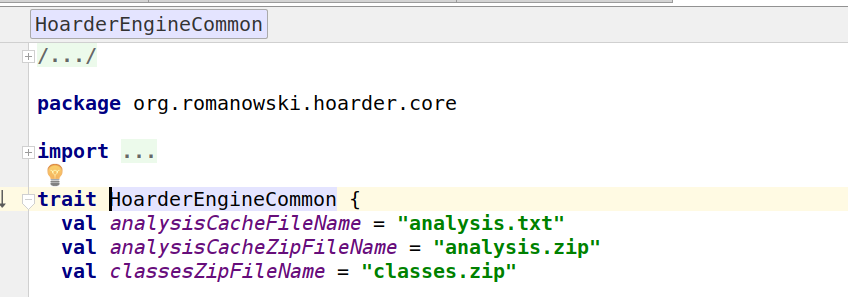 HoarderEngineCommon
/.../
package org.romanowski.hoarder.core
import ...
trait HoarderEngineCommon {
val analysisCacheFileName = "analysis.txt"
val analysisCacheZipFileName = "analysis.zip"
val classesZipFileName = "classes.zip"